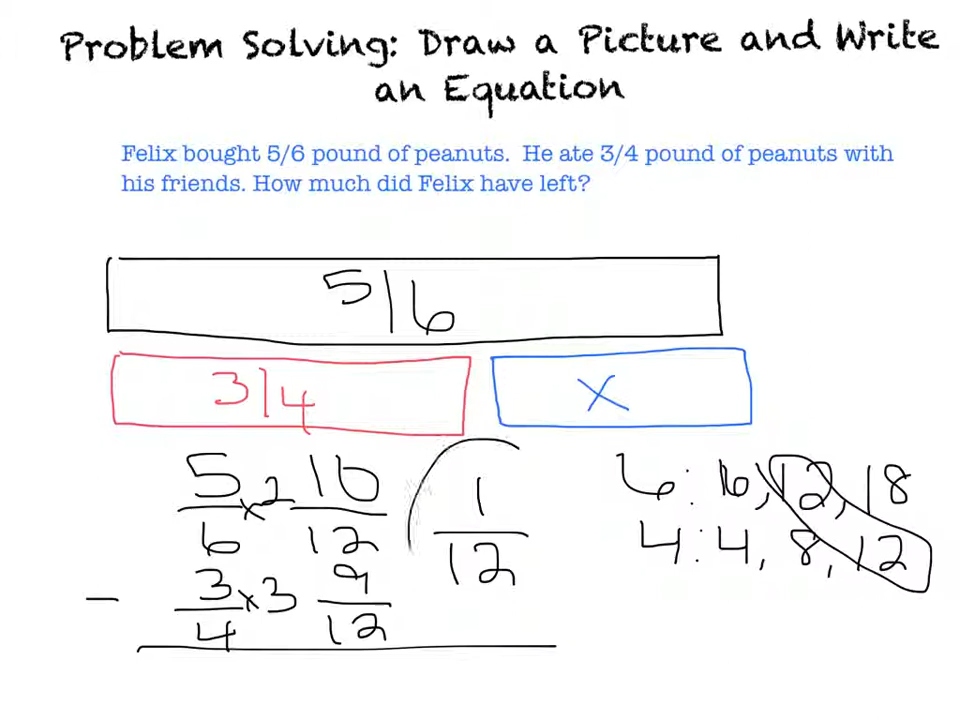 Problem Solving: Draw a Picture and Write
an Equation
Felix bought 5/6 pound of peanuts. He ate 3/4 pound of peanuts with
his friends. How much did Felix have left?
5/6
3/4 x
5/6 x2 10/12 1/12
- 3/4 x3 9/12
6: 6, 12, 18
4: 4, 8, 12